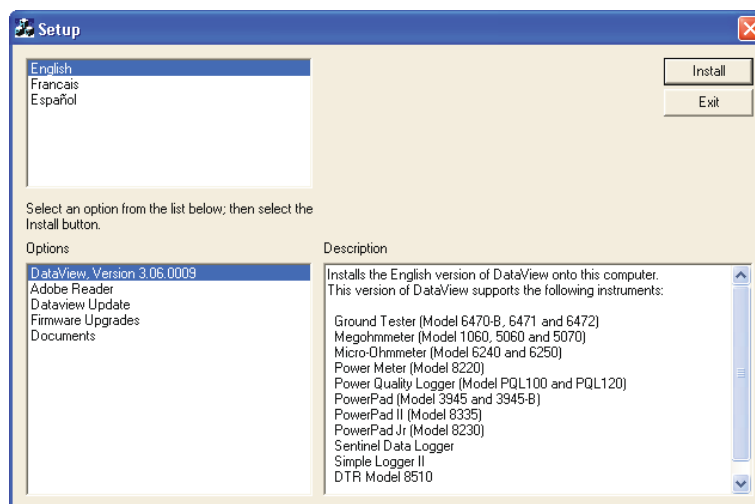 Setup
English
Francais
Español
Install
Exit
Select an option from the list below; then select the
Install button.
Options
DataView, Version 3.06.0009
Adobe Reader
Dataview Update
Firmware Upgrades
Documents
Description
Installs the English version of DataView onto this computer.
This version of DataView supports the following instruments:
Ground Tester (Model 6470-B, 6471 and 6472)
Megohmmeter (Model 1060, 5060 and 5070)
Micro-Ohmmeter (Model 6240 and 6250)
Power Meter (Model 8220)
Power Quality Logger (Model PQL100 and PQL120)
PowerPad (Model 3945 and 3945-B)
PowerPad II (Model 8335)
PowerPad Jr (Model 8230)
Sentinel Data Logger
Simple Logger II
DTR Model 8510